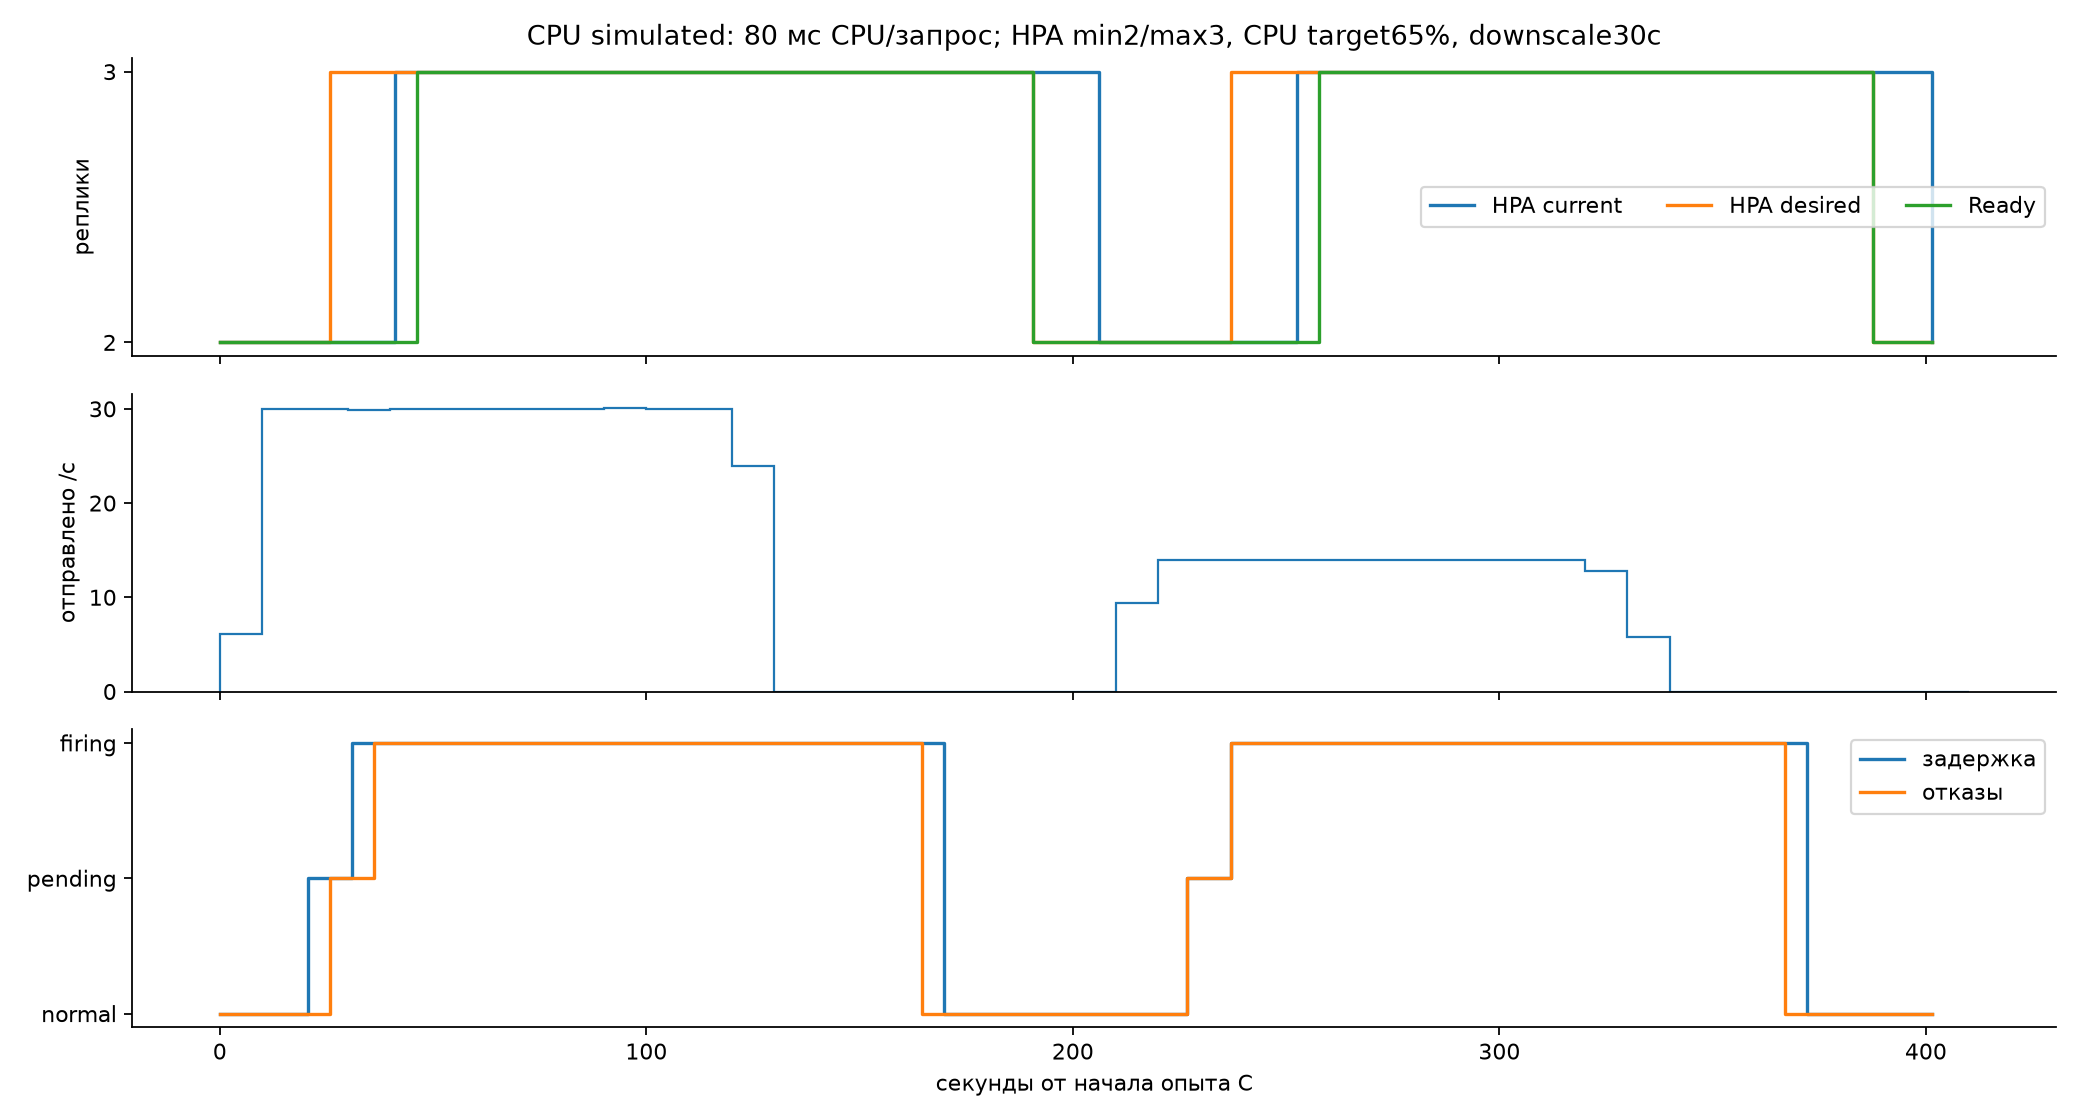 CPU simulated: 80 мс CPU/запрос; HPA min2/max3, CPU target65%, downscale30с
3
2
реплики
HPA current
HPA desired
Ready
30
20
10
0
отправлено /с
firing
pending
normal
задержка
отказы
0
100
200
300
400
секунды от начала опыта C